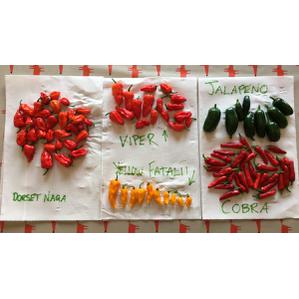 DORSET NAGA
VIPER ↑
YELLOW FATALII ↓
JALAPENO
COBRA